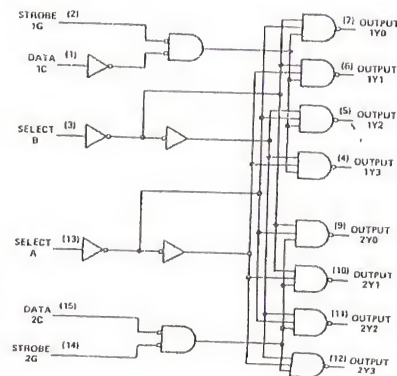 STROBE 1G (2)
DATA 1C (1)
SELECT B (3)
SELECT A (13)
DATA 2C (15)
STROBE 2G (14)
(7) OUTPUT 1Y0
(6) OUTPUT 1Y1
(5) OUTPUT 1Y2
(4) OUTPUT 1Y3
(9) OUTPUT 2Y0
(10) OUTPUT 2Y1
(11) OUTPUT 2Y2
(12) OUTPUT 2Y3